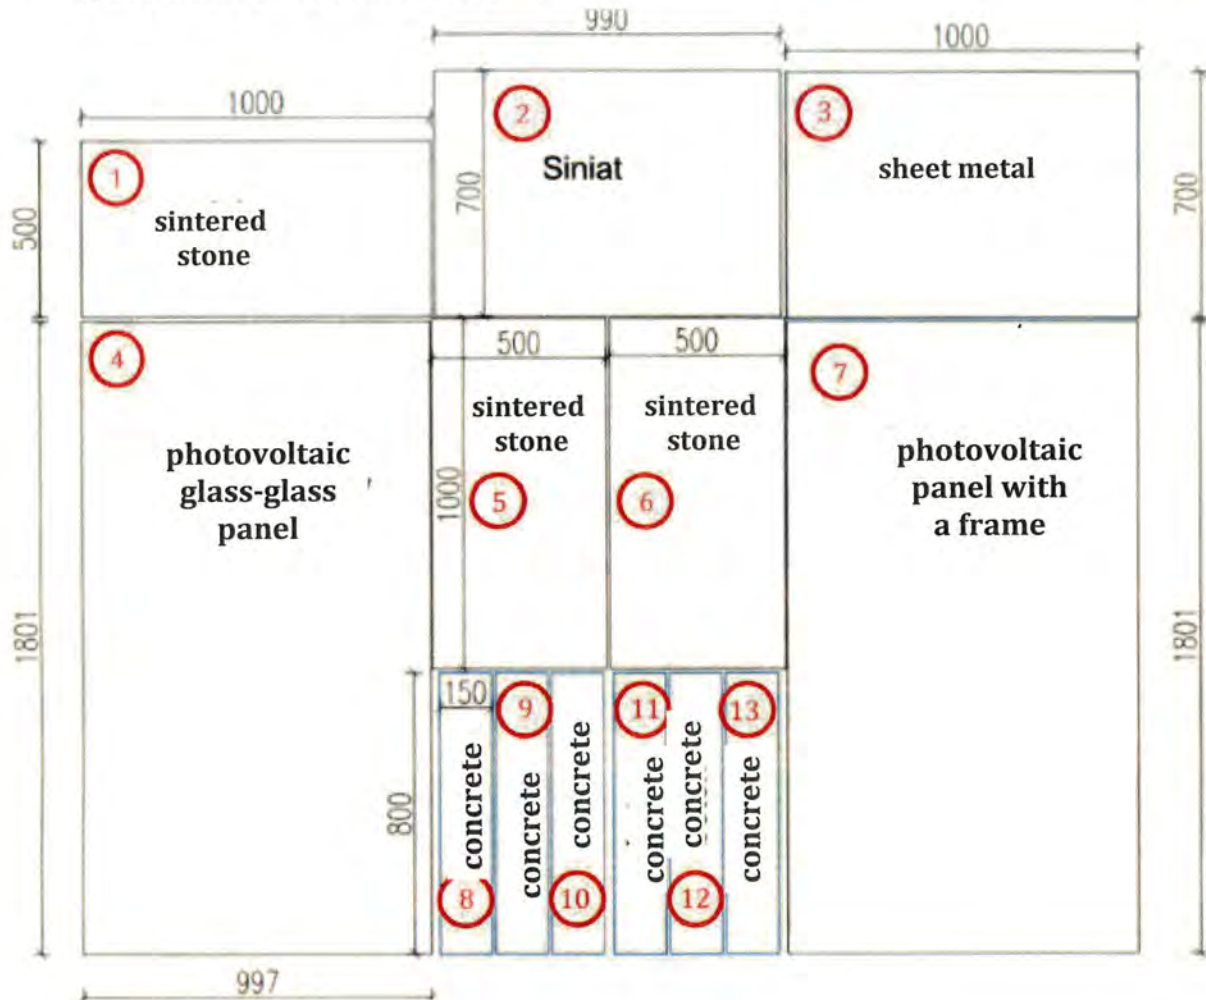 990
1000
1000
2
3
700
Siniat
sheet metal
700
1
500
sintered
stone
4
500
500
7
sintered
stone
sintered
stone
photovoltaic
glass-glass
panel
photovoltaic
panel with
a frame
1000
5
6
1801
1801
150
9
11
13
800
concrete
concrete
concrete
concrete
concrete
concrete
8
10
12
997